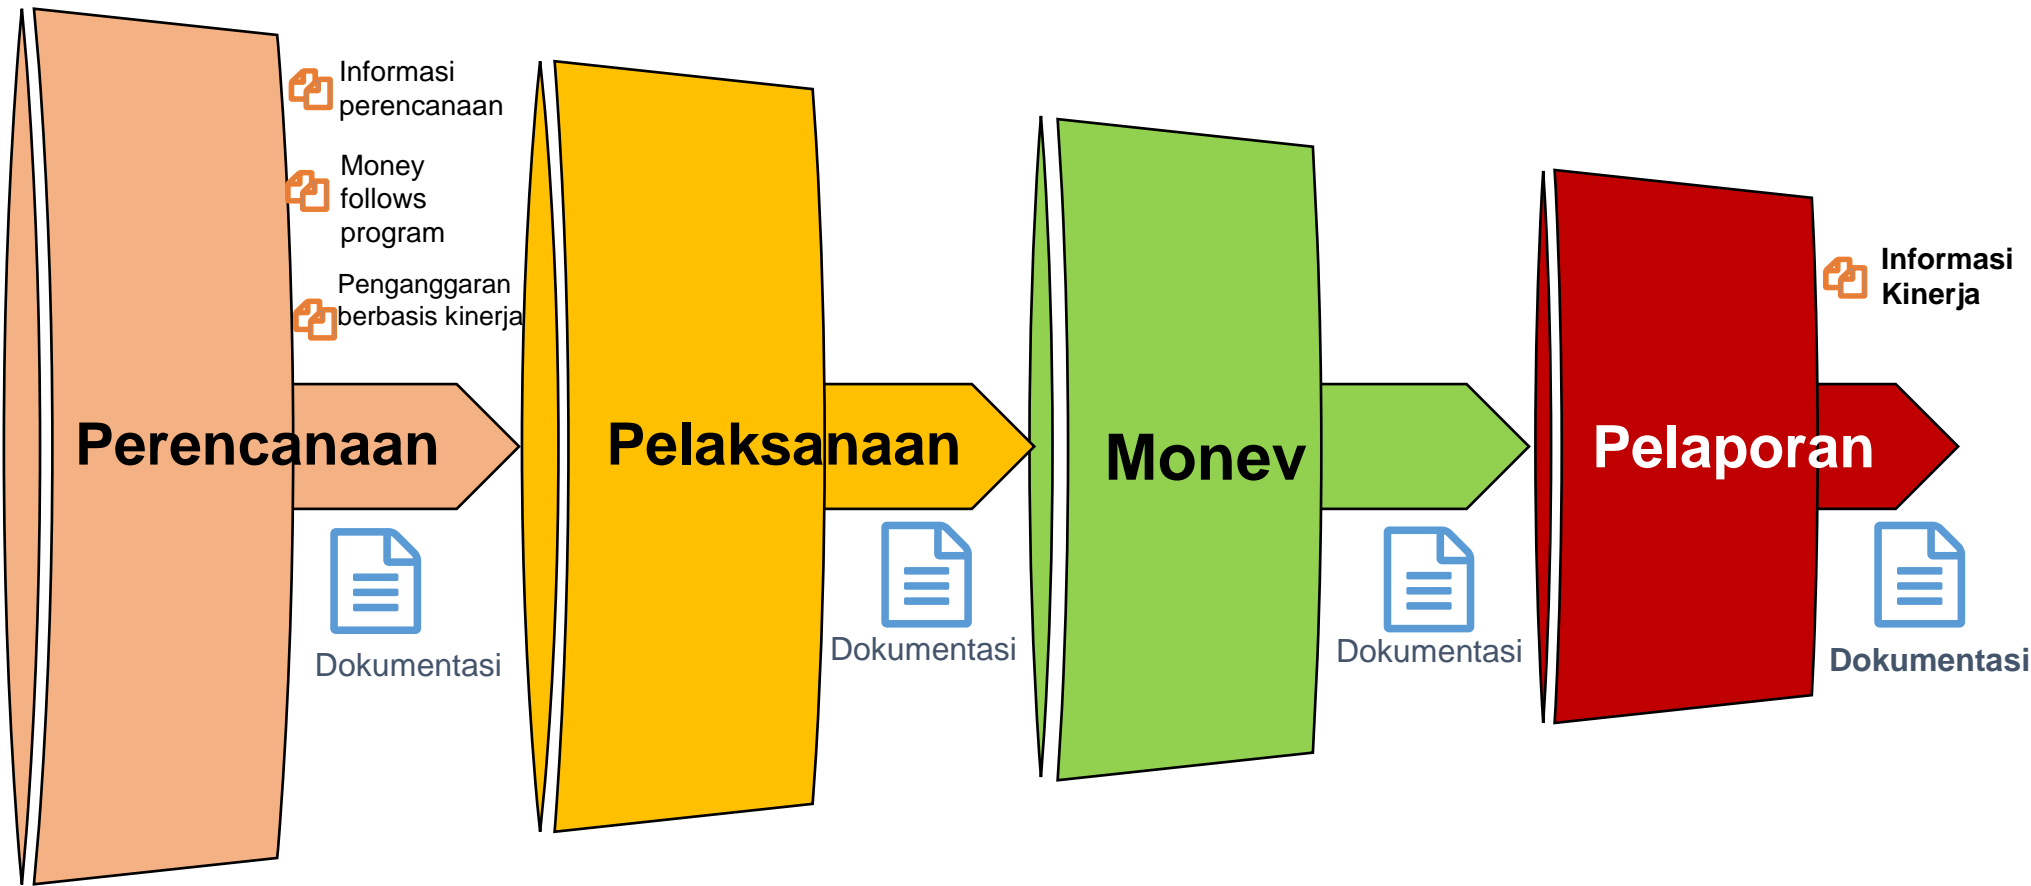 Informasi
perencanaan
Money
follows
program
Penganggaran
berbasis kinerja
Perencanaan
Dokumentasi
Pelaksanaan
Dokumentasi
Monev
Dokumentasi
Informasi
Kinerja
Pelaporan
Dokumentasi